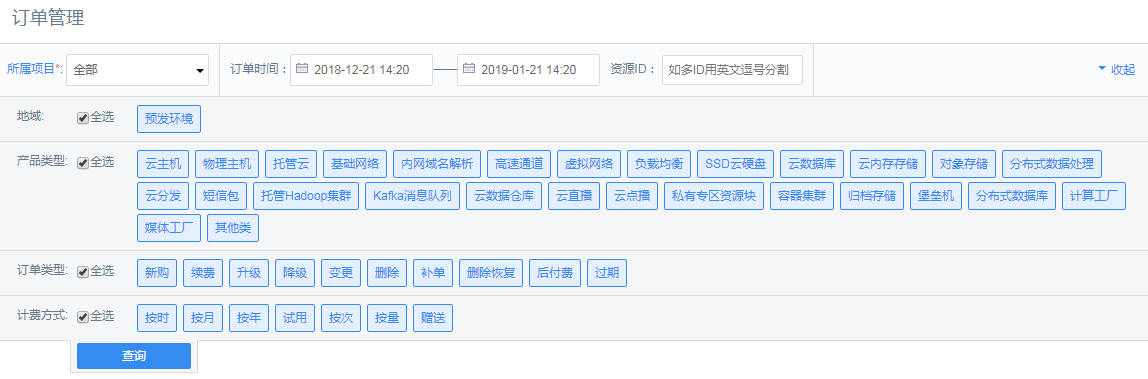 订单管理
所属项目*: 全部 订单时间： 2018-12-21 14:20 —— 2019-01-21 14:20 资源ID： 如多ID用英文逗号分割 收起
地域: 全选 预发环境
产品类型: 全选 云主机 物理主机 托管云 基础网络 内网域名解析 高速通道 虚拟网络 负载均衡 SSD云硬盘 云数据库 云内存存储 对象存储 分布式数据处理
云分发 短信包 托管Hadoop集群 Kafka消息队列 云数据仓库 云直播 云点播 私有专区资源块 容器集群 归档存储 堡垒机 分布式数据库 计算工厂
媒体工厂 其他类
订单类型: 全选 新购 续费 升级 降级 变更 删除 补单 删除恢复 后付费 过期
计费方式: 全选 按时 按月 按年 试用 按次 按量 赠送
查询